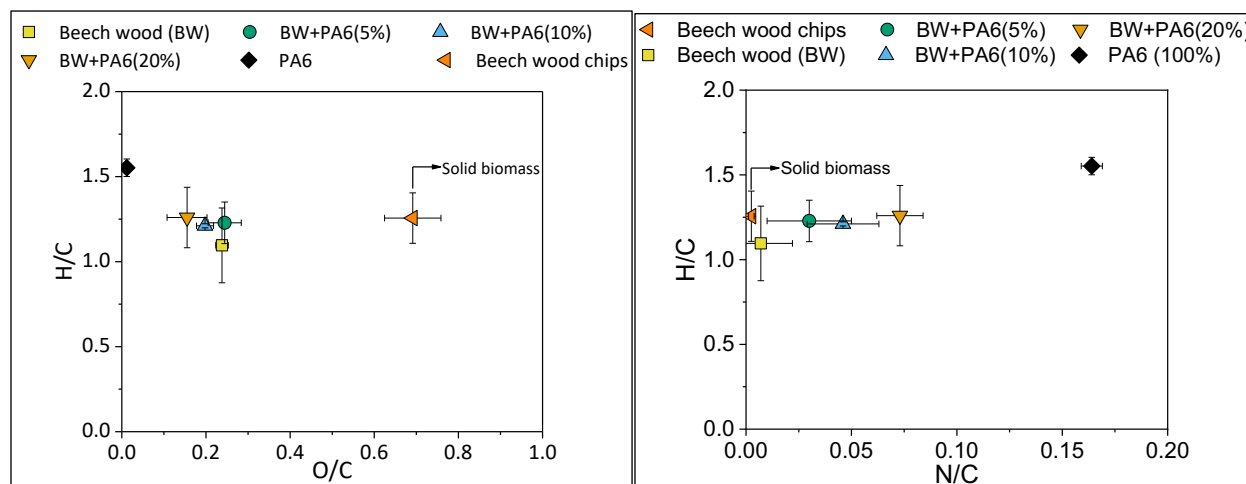 Beech wood (BW) BW+PA6(5%) BW+PA6(10%)
BW+PA6(20%) PA6 Beech wood chips
2.0
1.5
1.0
0.5
0.0
H/C
Solid biomass
0.0 0.2 0.4 0.6 0.8 1.0
O/C
Beech wood chips BW+PA6(5%) BW+PA6(20%)
Beech wood (BW) BW+PA6(10%) PA6 (100%)
2.0
1.5
1.0
0.5
0.0
H/C
Solid biomass
0.00 0.05 0.10 0.15 0.20
N/C